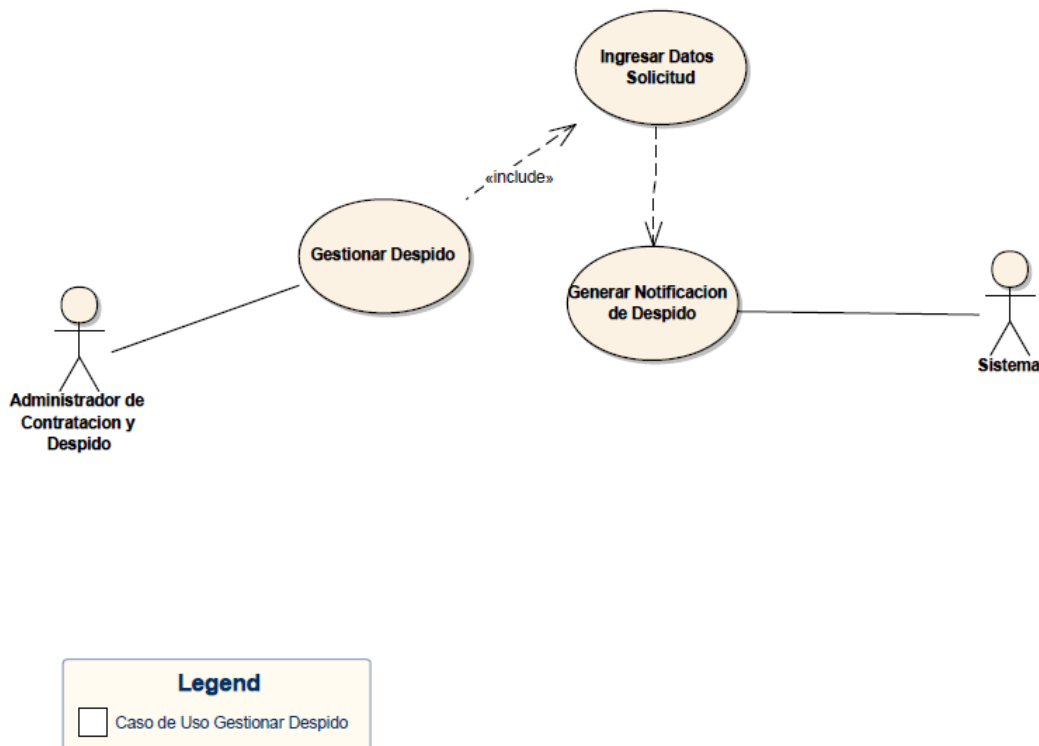 Ingresar Datos
Solicitud
«include»
Gestionar Despido
Generar Notificacion
de Despido
Sistema
Administrador de
Contratacion y
Despido
Legend
Caso de Uso Gestionar Despido